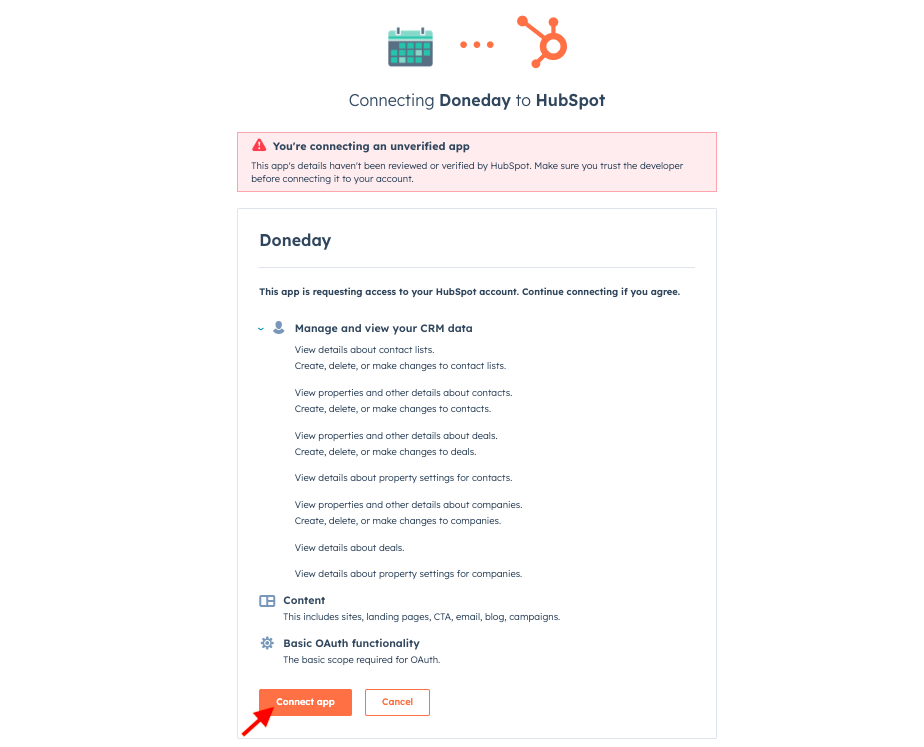 Connecting Doneday to HubSpot
You're connecting an unverified app
This app's details haven't been reviewed or verified by HubSpot. Make sure you trust the developer
before connecting it to your account.
Doneday
This app is requesting access to your HubSpot account. Continue connecting if you agree.
Manage and view your CRM data
View details about contact lists.
Create, delete, or make changes to contact lists.
View properties and other details about contacts.
Create, delete, or make changes to contacts.
View properties and other details about deals.
Create, delete, or make changes to deals.
View details about property settings for contacts.
View properties and other details about companies.
Create, delete, or make changes to companies.
View details about deals.
View details about property settings for companies.
Content
This includes sites, landing pages, CTA, email, blog, campaigns.
Basic OAuth functionality
The basic scope required for OAuth.
Connect app Cancel